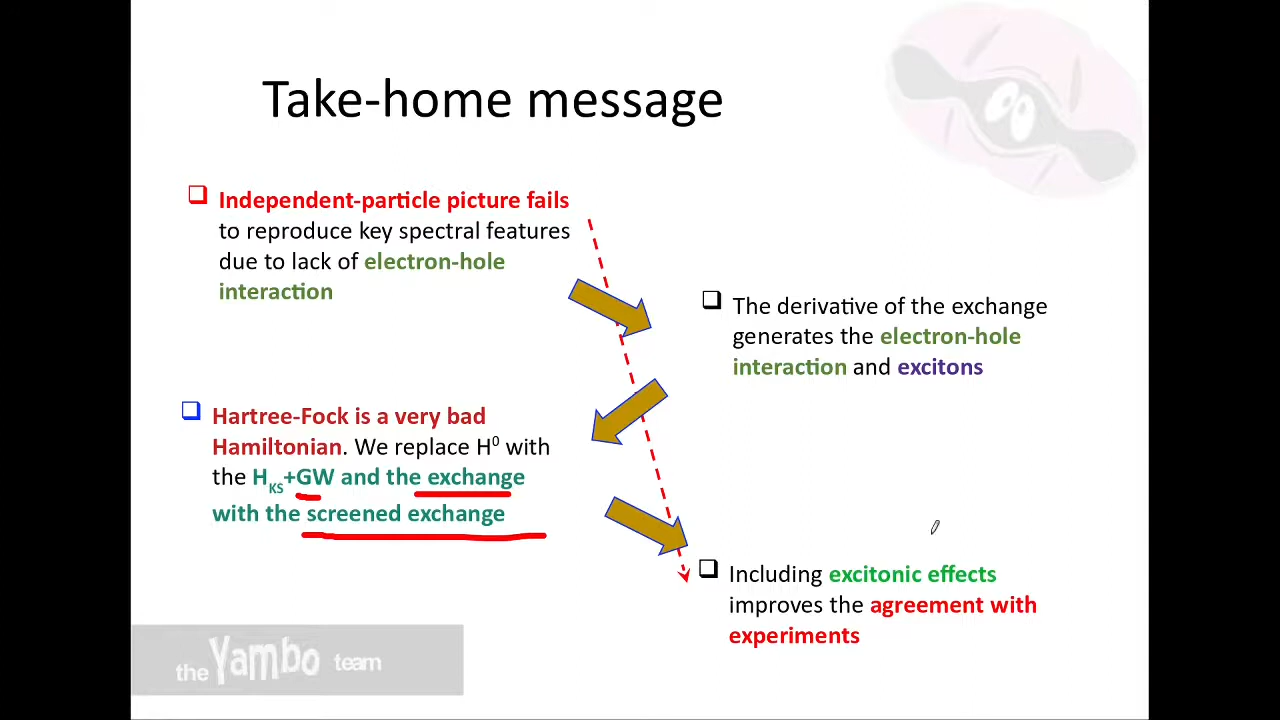 Take-home message
Independent-particle picture fails
to reproduce key spectral features
due to lack of electron-hole
interaction
The derivative of the exchange
generates the electron-hole
interaction and excitons
Hartree-Fock is a very bad
Hamiltonian. We replace H⁰ with
the H_KS+GW and the exchange
with the screened exchange
Including excitonic effects
improves the agreement with
experiments
the Yambo team